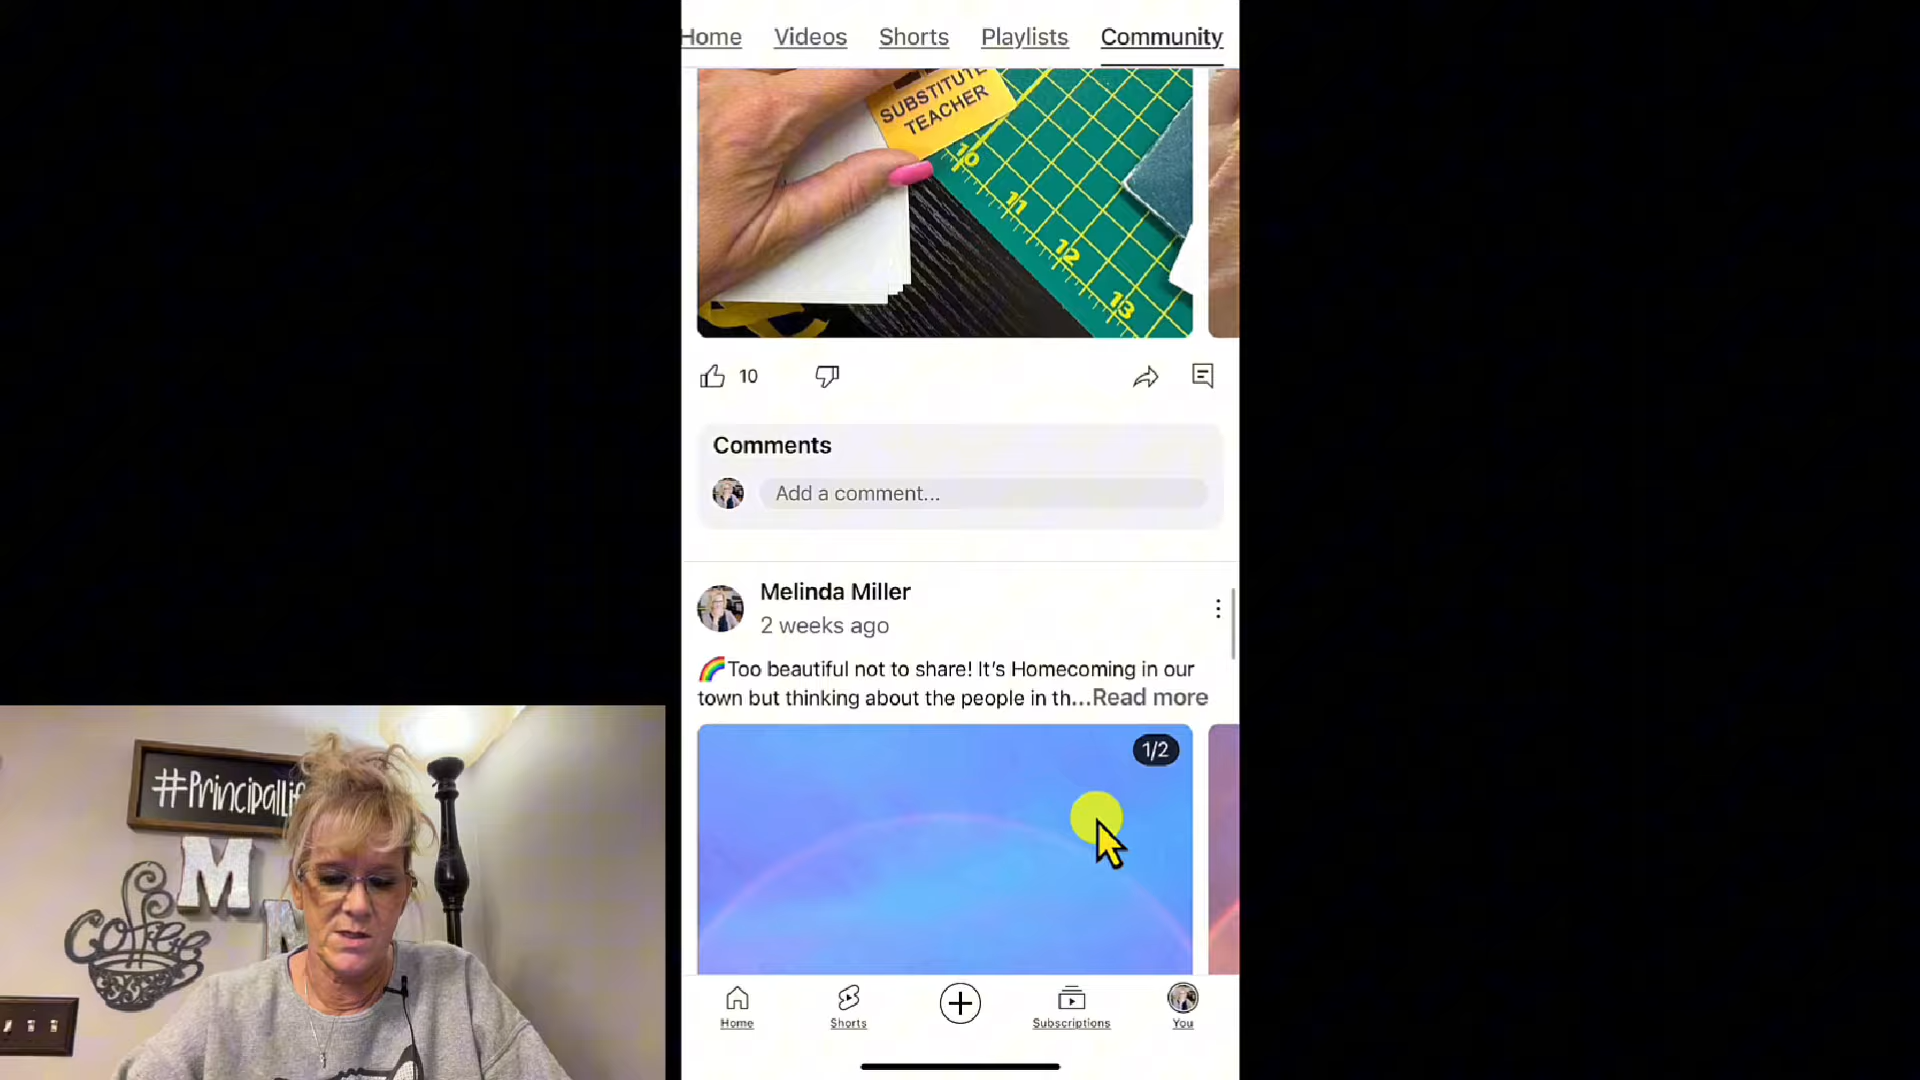 Home Videos Shorts Playlists Community
SUBSTITUTE
TEACHER
10
11
12
13
10
Comments
Add a comment...
Melinda Miller
2 weeks ago
🌈Too beautiful not to share! It's Homecoming in our
town but thinking about the people in th...Read more
1/2
#PrincipalLif
M
Coffee
M
Home Shorts Subscriptions You